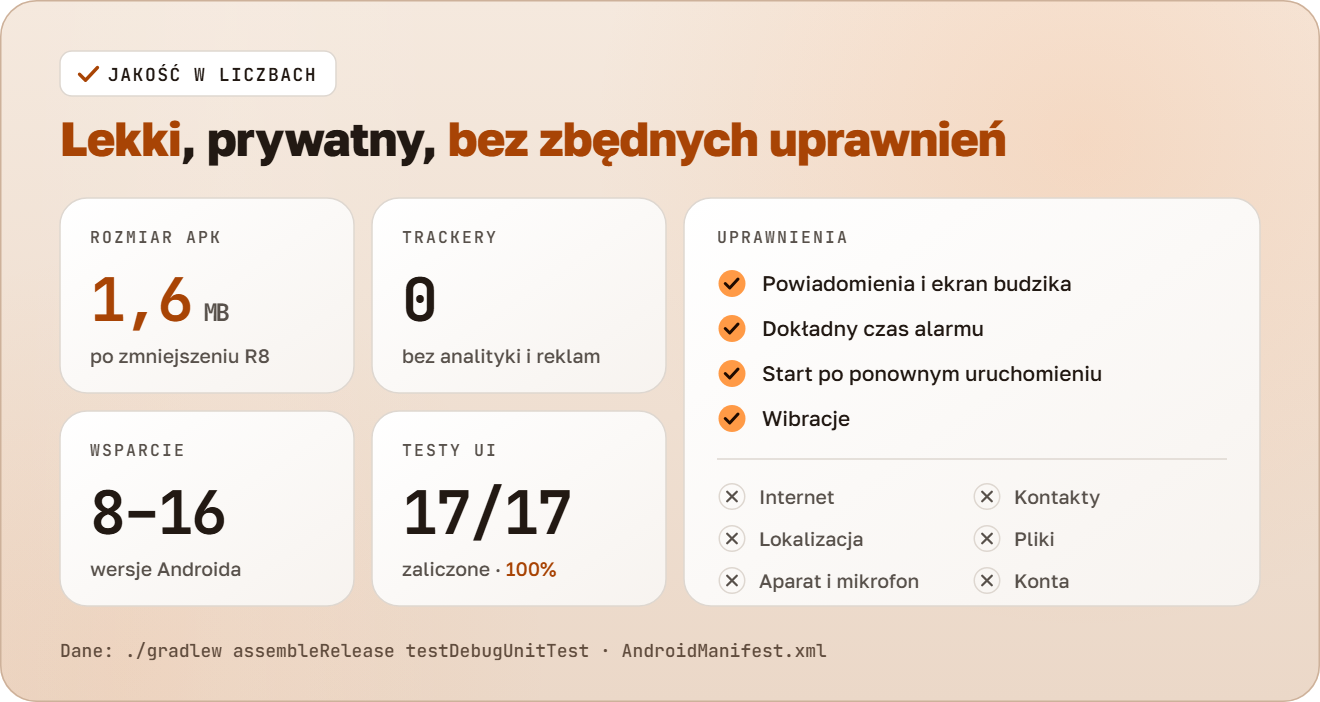 JAKOŚĆ W LICZBACH
Lekki, prywatny, bez zbędnych uprawnień
ROZMIAR APK
1,6 MB
po zmniejszeniu R8
TRACKERY
0
bez analityki i reklam
WSPARCIE
8–16
wersje Androida
TESTY UI
17/17
zaliczone · 100%
UPRAWNIENIA
Powiadomienia i ekran budzika
Dokładny czas alarmu
Start po ponownym uruchomieniu
Wibracje
Internet
Kontakty
Lokalizacja
Pliki
Aparat i mikrofon
Konta
Dane: ./gradlew assembleRelease testDebugUnitTest · AndroidManifest.xml